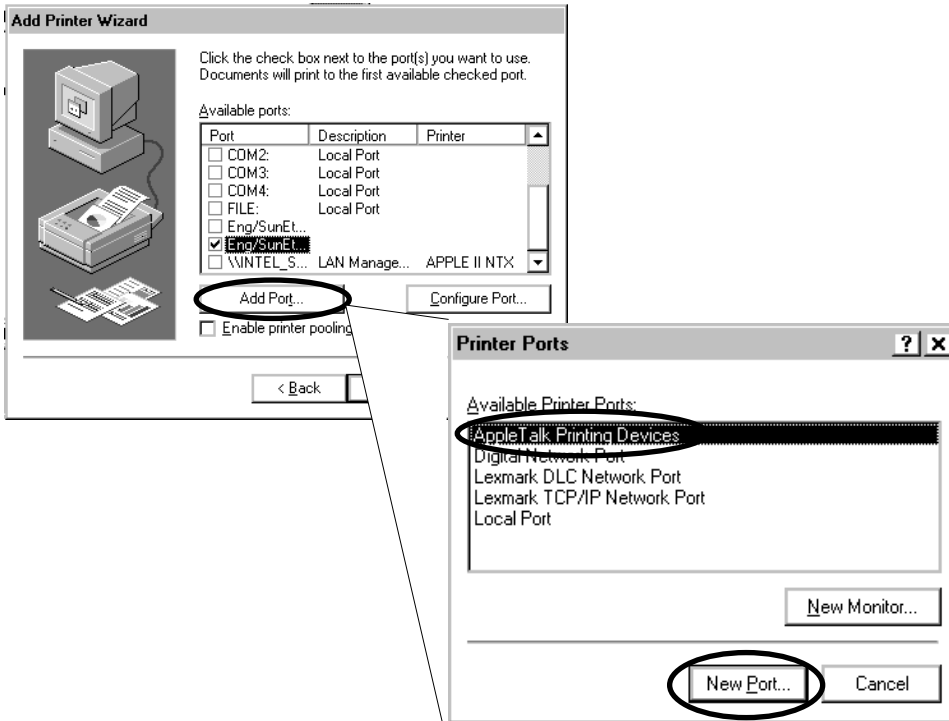 Add Printer Wizard
Click the check box next to the port(s) you want to use.
Documents will print to the first available checked port.
Available ports:
Port Description Printer
COM2: Local Port
COM3: Local Port
COM4: Local Port
FILE: Local Port
Eng/SunEt...
Eng/SunEt...
\\INTEL_S... LAN Manage... APPLE II NTX
Add Port... Configure Port...
Enable printer pooling
< Back
Printer Ports
Available Printer Ports:
AppleTalk Printing Devices
Digital Network Port
Lexmark DLC Network Port
Lexmark TCP/IP Network Port
Local Port
New Monitor...
New Port... Cancel